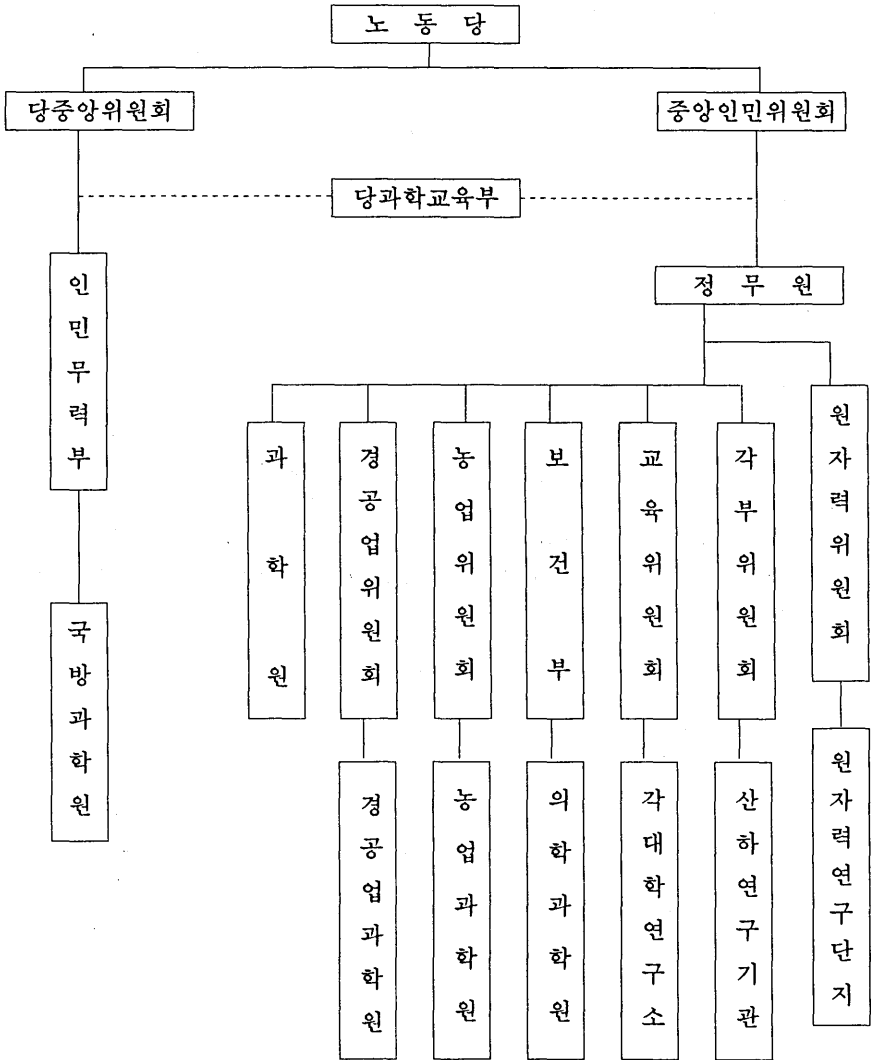 노 동 당
당중앙위원회
중앙인민위원회
당과학교육부
인민무력부
정 무 원
국방과학원
과학원
경공업위원회
농업위원회
보건부
교육위원회
각부위원회
원자력위원회
경공업과학원
농업과학원
의학과학원
각대학연구소
산하연구기관
원자력연구단지